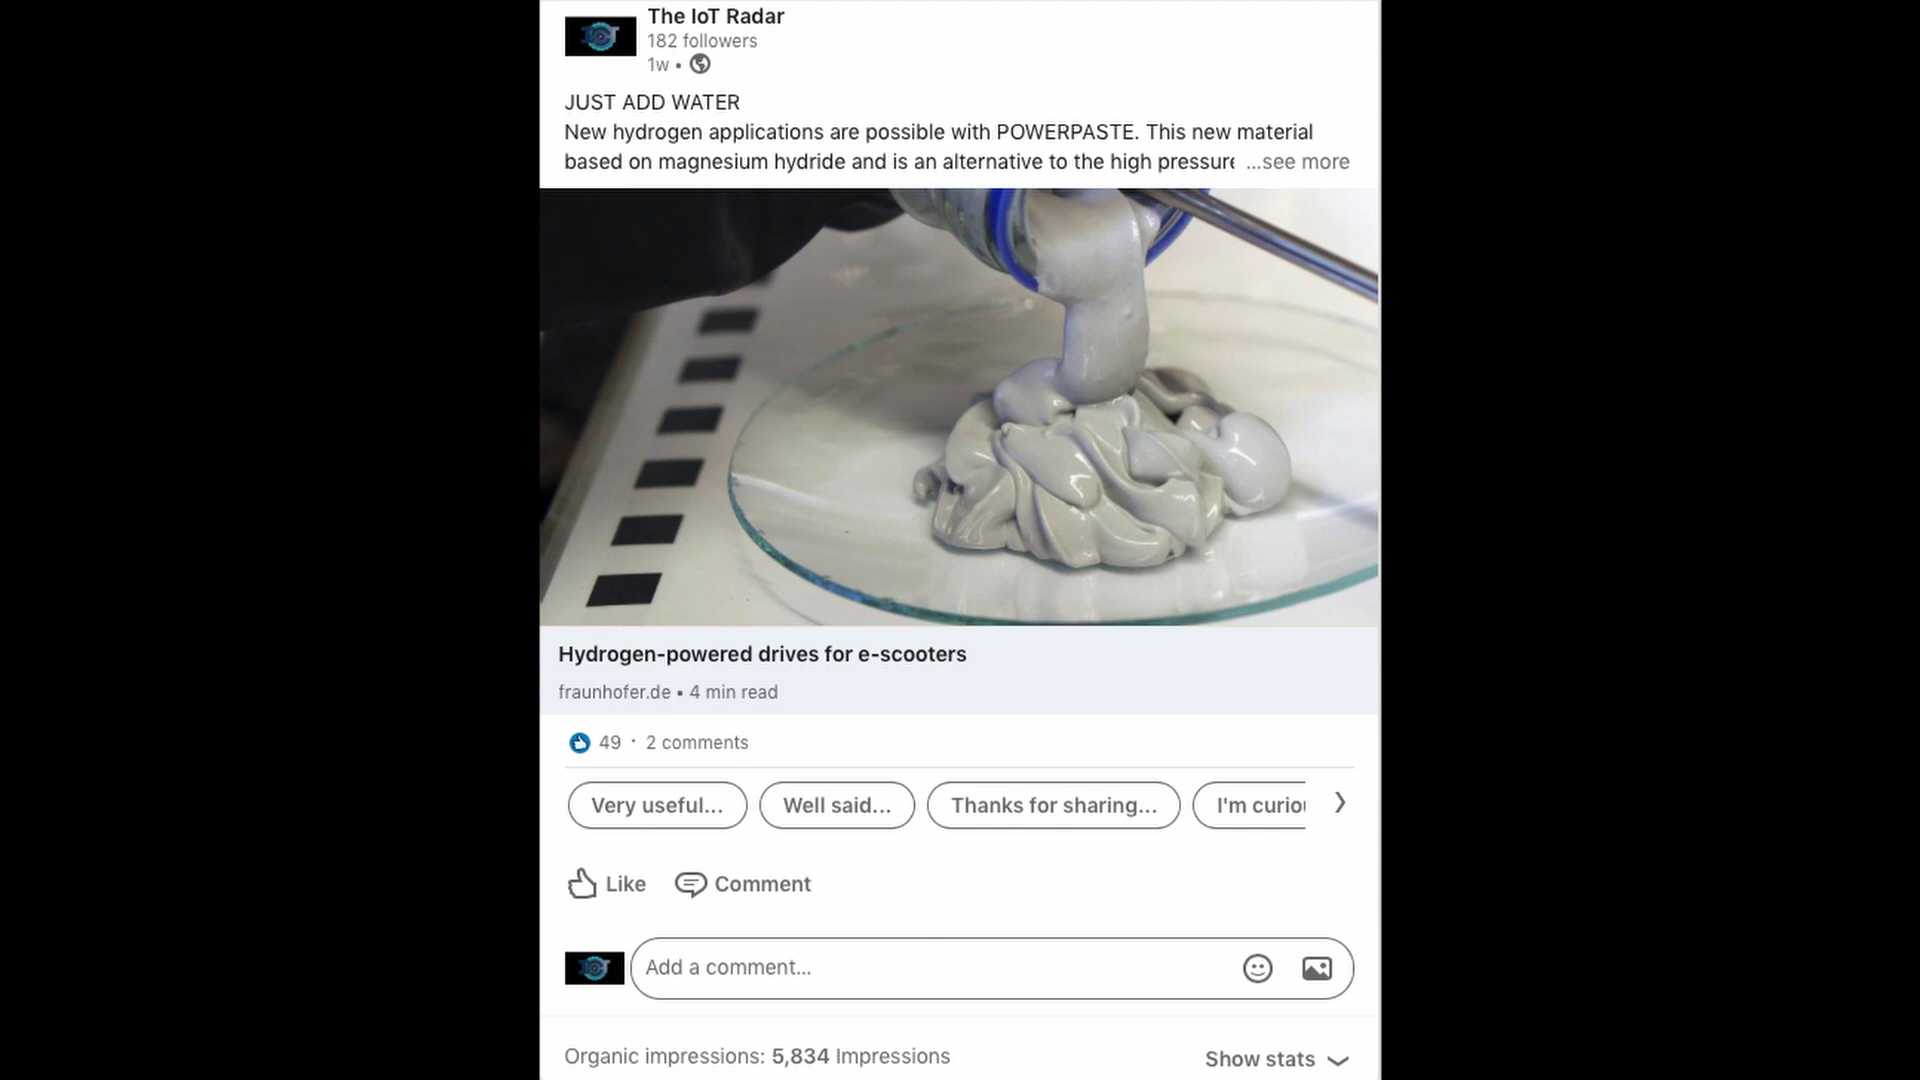 The IoT Radar
182 followers
1w •
JUST ADD WATER
New hydrogen applications are possible with POWERPASTE. This new material
based on magnesium hydride and is an alternative to the high pressure ...see more
Hydrogen-powered drives for e-scooters
fraunhofer.de • 4 min read
49 · 2 comments
Very useful... Well said... Thanks for sharing... I'm
Like Comment
Add a comment...
Organic impressions: 5,834 Impressions Show stats